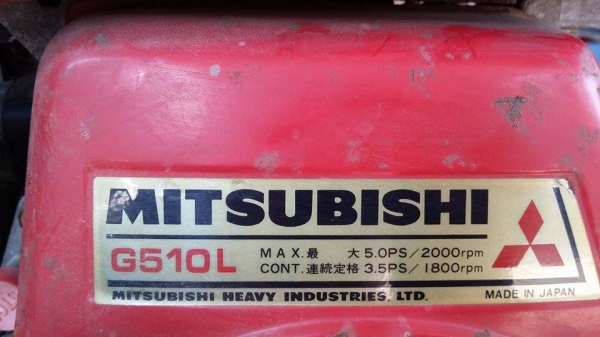 MITSUBISHI
G510L
MAX.最 大 5.0PS/2000rpm
CONT.連続定格 3.5PS/1800rpm
MITSUBISHI HEAVY INDUSTRIES, LTD. MADE IN JAPAN